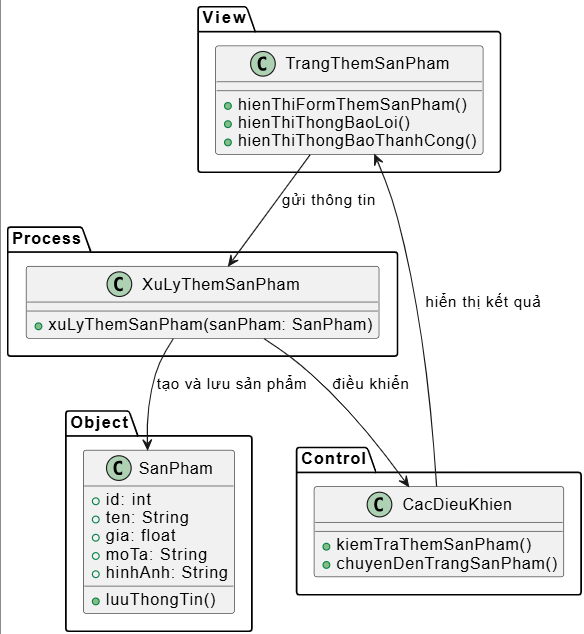 View
C TrangThemSanPham
hienThiFormThemSanPham()
hienThiThongBaoLoi()
hienThiThongBaoThanhCong()
gửi thông tin
Process
C XuLyThemSanPham
xuLyThemSanPham(sanPham: SanPham)
hiển thị kết quả
tạo và lưu sản phẩm
điều khiển
Object
C SanPham
id: int
ten: String
gia: float
moTa: String
hinhAnh: String
luuThongTin()
Control
C CacDieuKhien
kiemTraThemSanPham()
chuyenDenTrangSanPham()